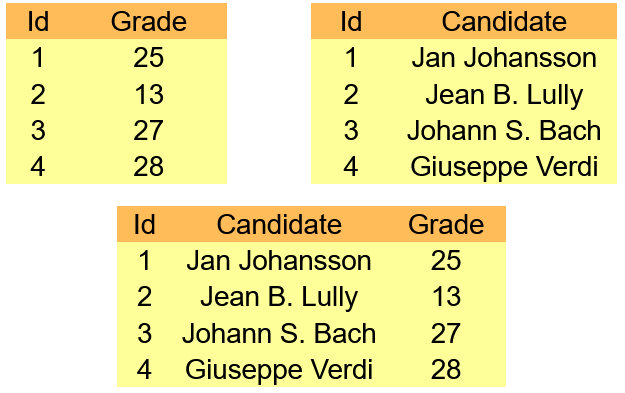 Id Grade
1 25
2 13
3 27
4 28
Id Candidate
1 Jan Johansson
2 Jean B. Lully
3 Johann S. Bach
4 Giuseppe Verdi
Id Candidate Grade
1 Jan Johansson 25
2 Jean B. Lully 13
3 Johann S. Bach 27
4 Giuseppe Verdi 28